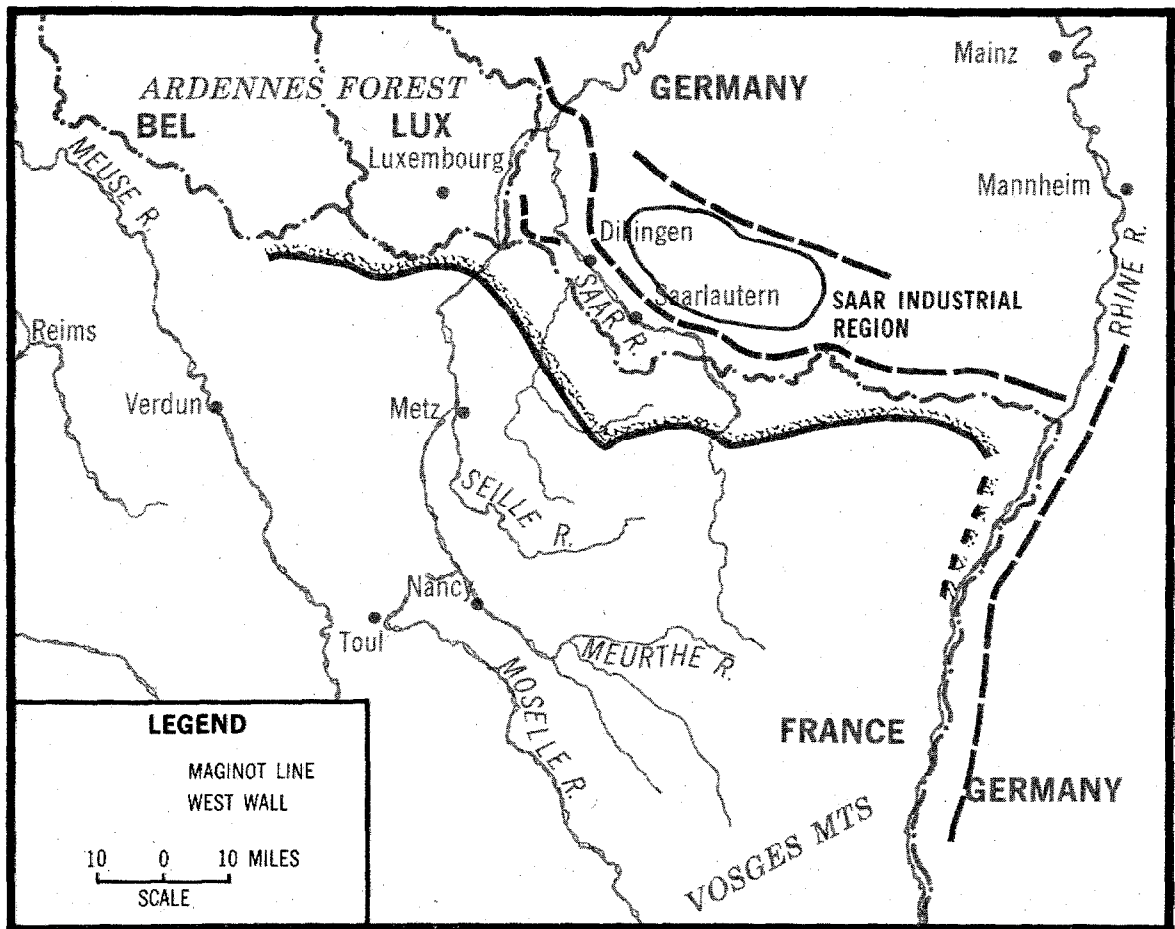 Mainz
ARDENNES FOREST
GERMANY
BEL
LUX
Luxembourg
MEUSE R.
Mannheim
Dillingen
RHINE R.
SAAR R.
Saarlautern
SAAR INDUSTRIAL
REGION
Reims
Verdun
Metz
SEILLE R.
Nancy
Toul
MEURTHE R.
MOSELLE R.
FRANCE
GERMANY
VOSGES MTS
LEGEND
MAGINOT LINE
WEST WALL
10 0 10 MILES
SCALE